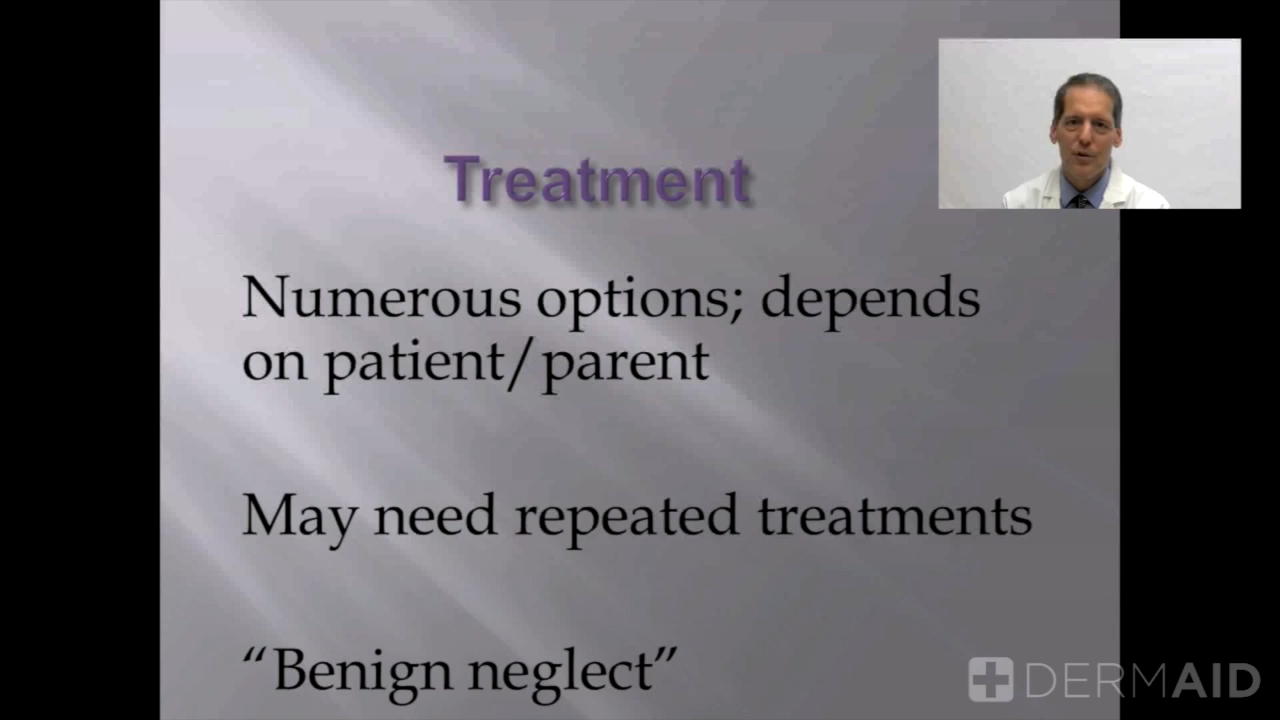 Treatment
Numerous options; depends
on patient/parent
May need repeated treatments
“Benign neglect”
DERMAID